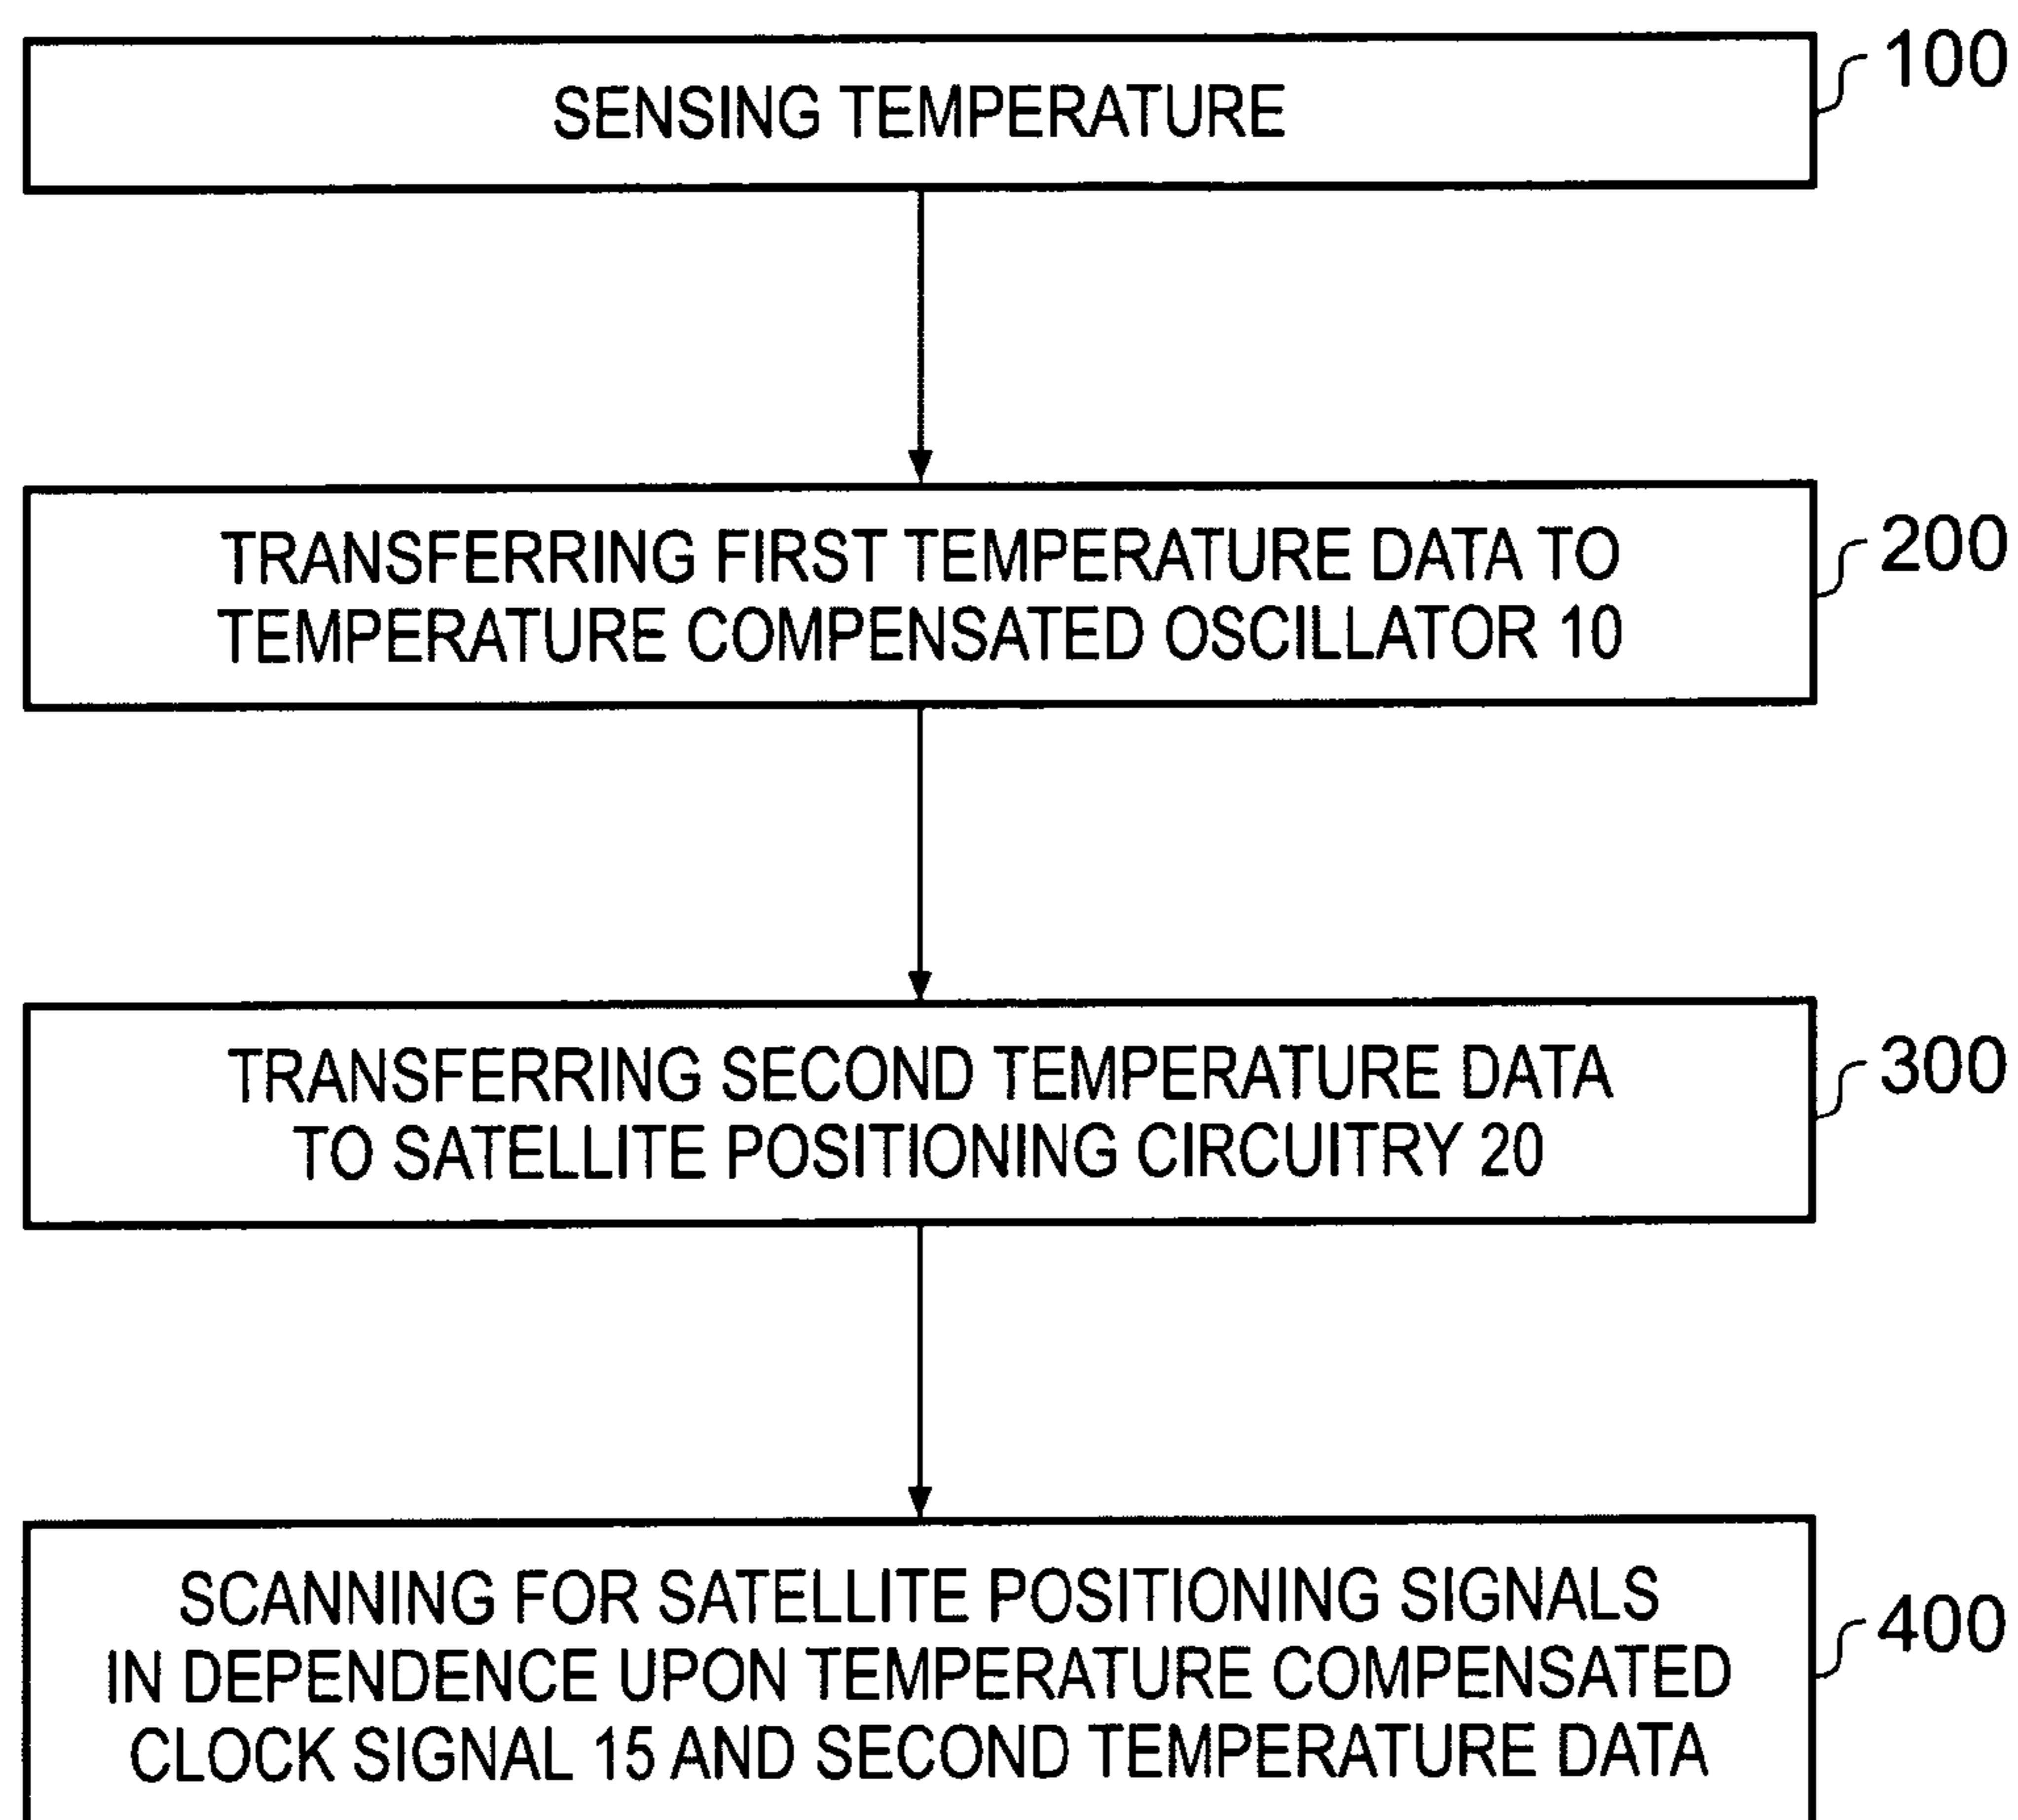 SENSING TEMPERATURE
100
TRANSFERRING FIRST TEMPERATURE DATA TO
TEMPERATURE COMPENSATED OSCILLATOR 10
200
TRANSFERRING SECOND TEMPERATURE DATA
TO SATELLITE POSITIONING CIRCUITRY 20
300
SCANNING FOR SATELLITE POSITIONING SIGNALS
IN DEPENDENCE UPON TEMPERATURE COMPENSATED
CLOCK SIGNAL 15 AND SECOND TEMPERATURE DATA
400